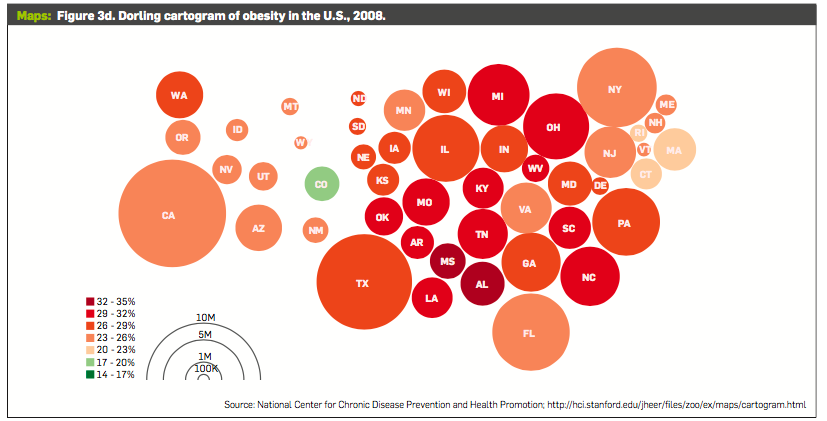 Maps: Figure 3d. Dorling cartogram of obesity in the U.S., 2008.
WA
OR
CA
ID
NV
MT
W
UT
AZ
CO
NM
ND
SD
NE
KS
OK
TX
MN
IA
MO
AR
LA
WI
IL
MS
MI
IN
KY
TN
AL
OH
WV
VA
GA
FL
NY
NJ
MD
DE
SC
NC
PA
ME
NH
RI
VT
MA
CT
32 - 35%
29 - 32%
26 - 29%
23 - 26%
20 - 23%
17 - 20%
14 - 17%
10M
5M
1M
100K
Source: National Center for Chronic Disease Prevention and Health Promotion; http://hci.stanford.edu/jheer/files/zoo/ex/maps/cartogram.html